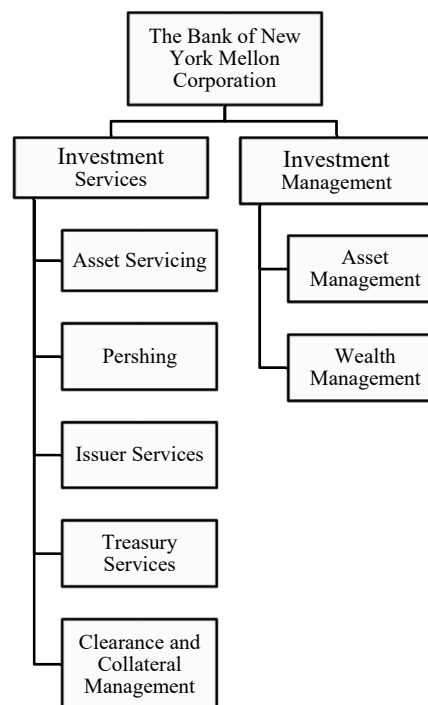 The Bank of New
York Mellon
Corporation
Investment
Services
Investment
Management
Asset Servicing
Pershing
Issuer Services
Treasury
Services
Clearance and
Collateral
Management
Asset
Management
Wealth
Management